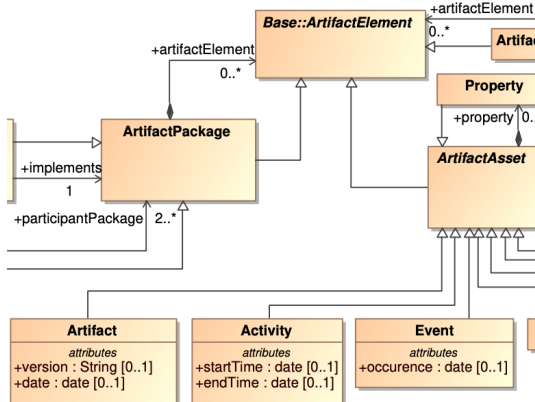 Base::ArtifactElement
+artifactElement
0..*
+artifactElement
0..*
Property
+property
ArtifactPackage
ArtifactAsset
+implements
1
+participantPackage
2..*
Artifact
attributes
+version : String [0..1]
+date : date [0..1]
Activity
attributes
+startTime : date [0..1]
+endTime : date [0..1]
Event
attributes
+occurence : date [0..1]